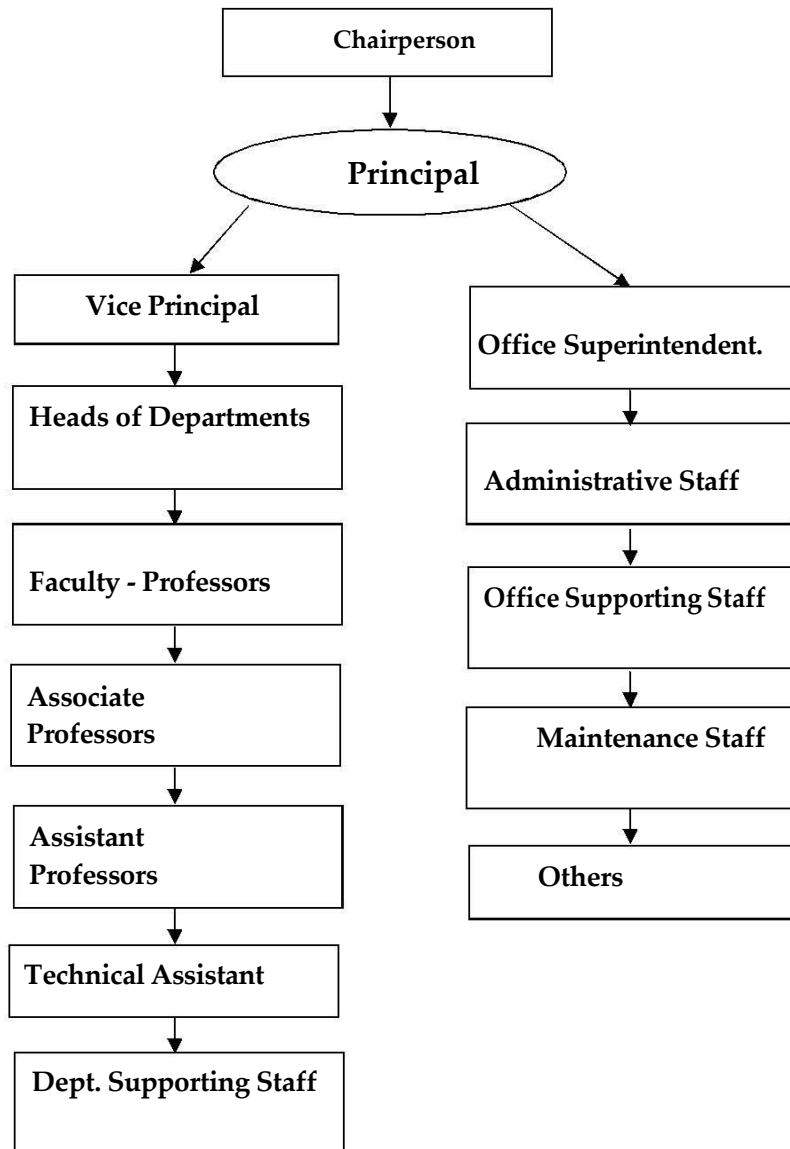 Chairperson
Principal
Vice Principal
Office Superintendent.
Heads of Departments
Administrative Staff
Faculty - Professors
Office Supporting Staff
Associate
Professors
Maintenance Staff
Assistant
Professors
Others
Technical Assistant
Dept. Supporting Staff